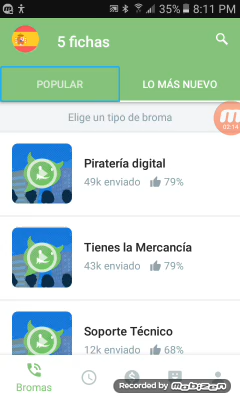 35% 8:11 PM
5 fichas
POPULAR
LO MÁS NUEVO
Elige un tipo de broma
03:14
Piratería digital
49k enviado 79%
Tienes la Mercancía
43k enviado 79%
Soporte Técnico
12k enviado 68%
Bromas
Recorded by mobizen